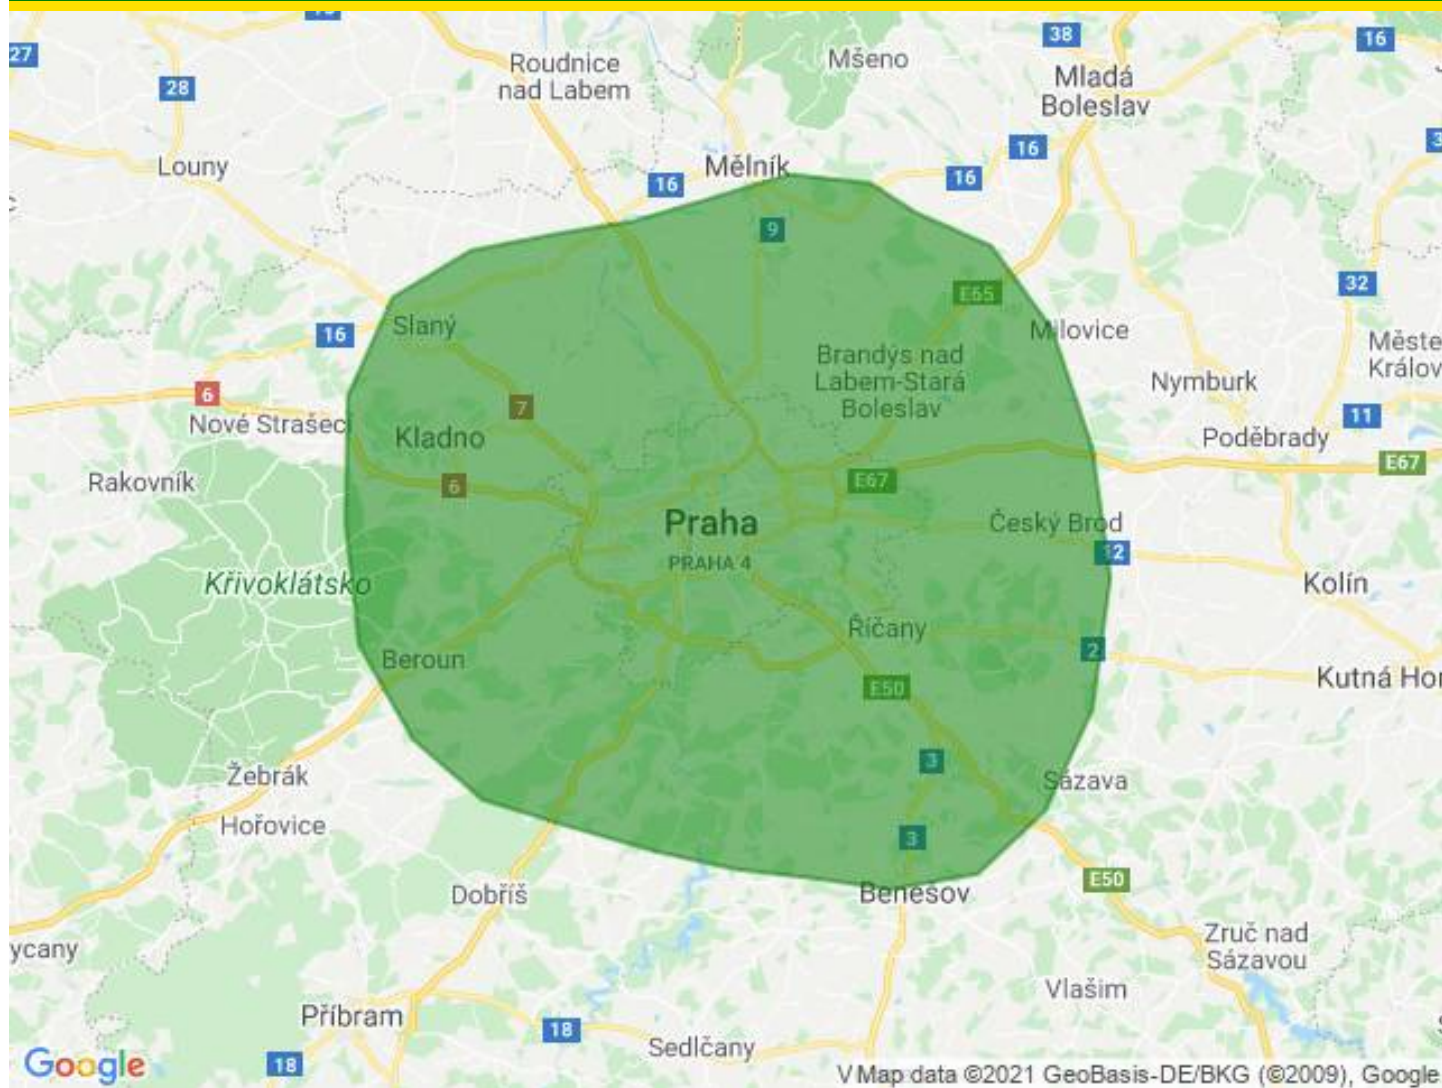 38
16
27
Roudnice
nad Labem
Mšeno
Mladá
Boleslav
28
16
Louny
Mělník
16
16
9
E65
32
16
Slaný
Milovice
Měste
Králov
Brandýs nad
Labem-Stará
Boleslav
6
7
Nymburk
11
Nové Strašecí
Kladno
Poděbrady
E67
Rakovník
6
E67
Praha
Český Brod
PRAHA 4
12
Křivoklátsko
Kolín
Říčany
Beroun
2
E50
Kutná Hor
3
Žebrák
Sázava
Hořovice
3
Dobříš
Benešov
E50
ycany
Zruč nad
Sázavou
Vlašim
Příbram
18
Sedlčany
Google
18
V Map data ©2021 GeoBasis-DE/BKG (©2009), Google